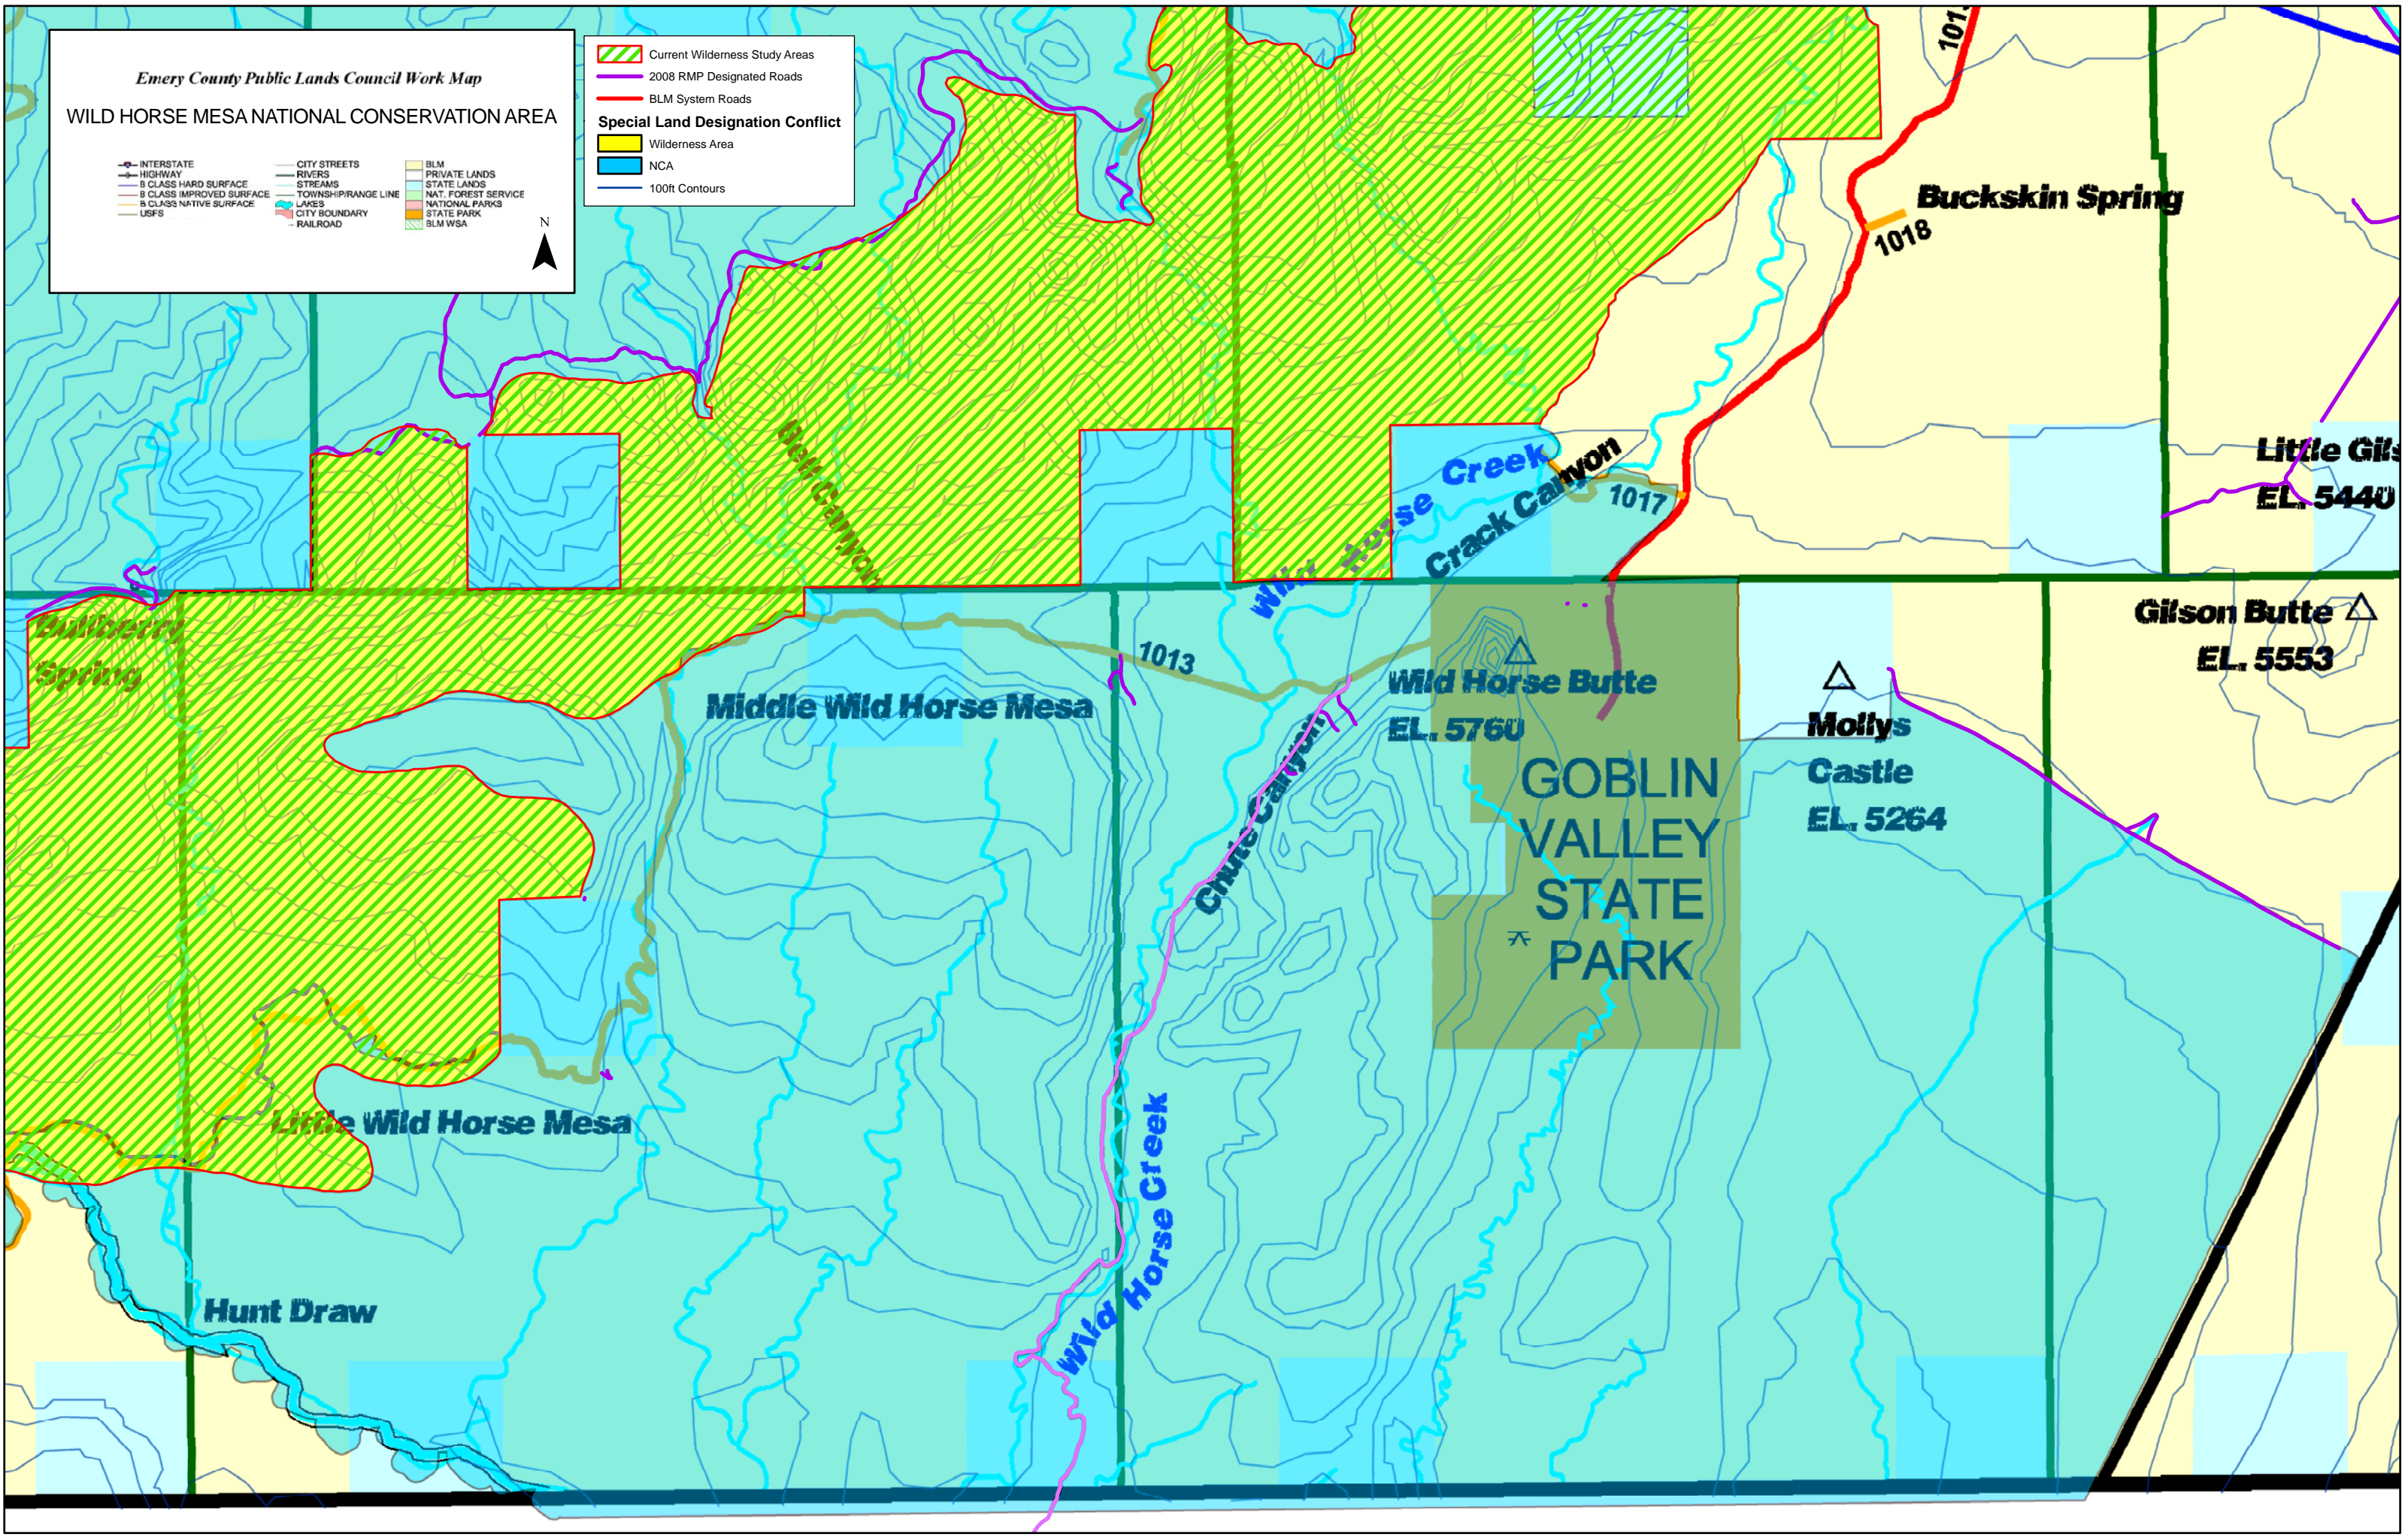 Emery County Public Lands Council Work Map
WILD HORSE MESA NATIONAL CONSERVATION AREA
INTERSTATE
HIGHWAY
B CLASS HARD SURFACE
B CLASS IMPROVED SURFACE
B CLASS NATIVE SURFACE
USFS
CITY STREETS
RIVERS
STREAMS
TOWNSHIP/RANGE LINE
LAKES
CITY BOUNDARY
RAILROAD
BLM
PRIVATE LANDS
STATE LANDS
NAT. FOREST SERVICE
NATIONAL PARKS
STATE PARK
BLM WSA
N
Current Wilderness Study Areas
2008 RMP Designated Roads
BLM System Roads
Special Land Designation Conflict
Wilderness Area
NCA
100ft Contours
1013
Buckskin Spring
1018
Little Gils
EL. 5440
Wild Horse Creek
Crack Canyon
1017
Gilson Butte
EL. 5553
Spring
1013
Middle Wild Horse Mesa
Wild Horse Butte
EL. 5760
Mollys
Castle
EL. 5264
Chute Canyon
GOBLIN
VALLEY
STATE
PARK
Little Wild Horse Mesa
Wild Horse Creek
Hunt Draw